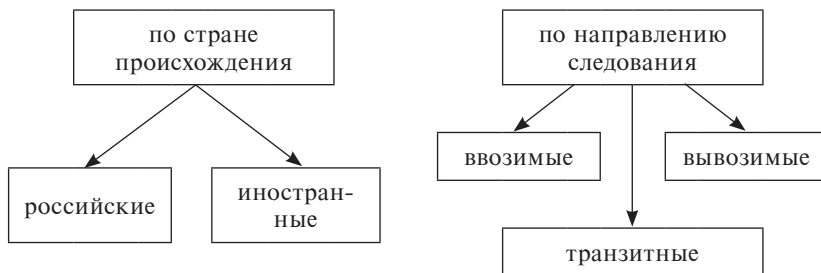 по стране
происхождения
по направлению
следования
ввозимые
вывозимые
российские
иностран-
ные
транзитные